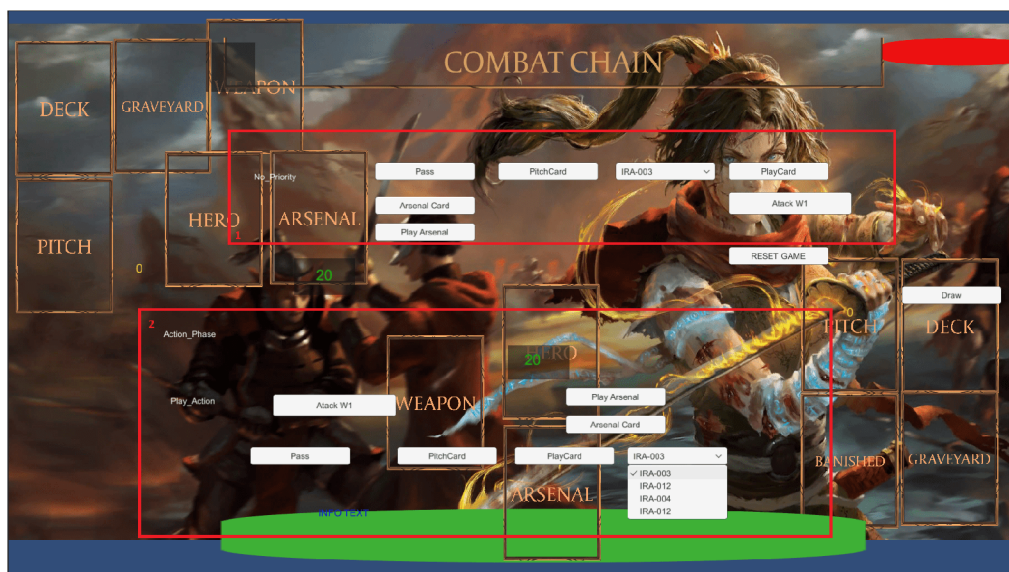 COMBAT CHAIN
WEAPON
DECK
GRAVEYARD
No_Priority
Pass
PitchCard
IRA-003
PlayCard
Arsenal Card
Atack W1
Play Arsenal
HERO
ARSENAL
1
PITCH
RESET GAME
0
20
Draw
0
PITCH
DECK
2
Action_Phase
HERO
20
Play_Action
Atack W1
WEAPON
Play Arsenal
Arsenal Card
Pass
PitchCard
PlayCard
IRA-003
BANISHED
GRAVEYARD
IRA-003
IRA-012
IRA-004
IRA-012
ARSENAL
INFO TEXT